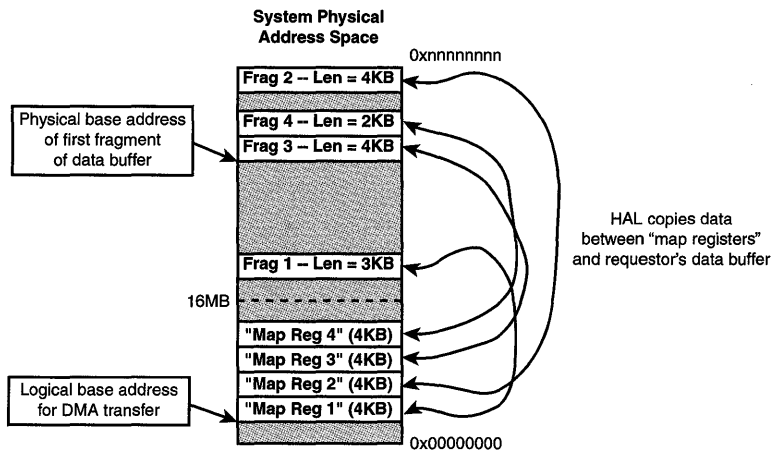 System Physical
Address Space
0xnnnnnnnn
Frag 2 -- Len = 4KB
Physical base address
of first fragment
of data buffer
Frag 4 -- Len = 2KB
Frag 3 -- Len = 4KB
HAL copies data
between “map registers”
and requestor's data buffer
Frag 1 -- Len = 3KB
16MB
"Map Reg 4" (4KB)
"Map Reg 3" (4KB)
"Map Reg 2" (4KB)
"Map Reg 1" (4KB)
Logical base address
for DMA transfer
0x00000000